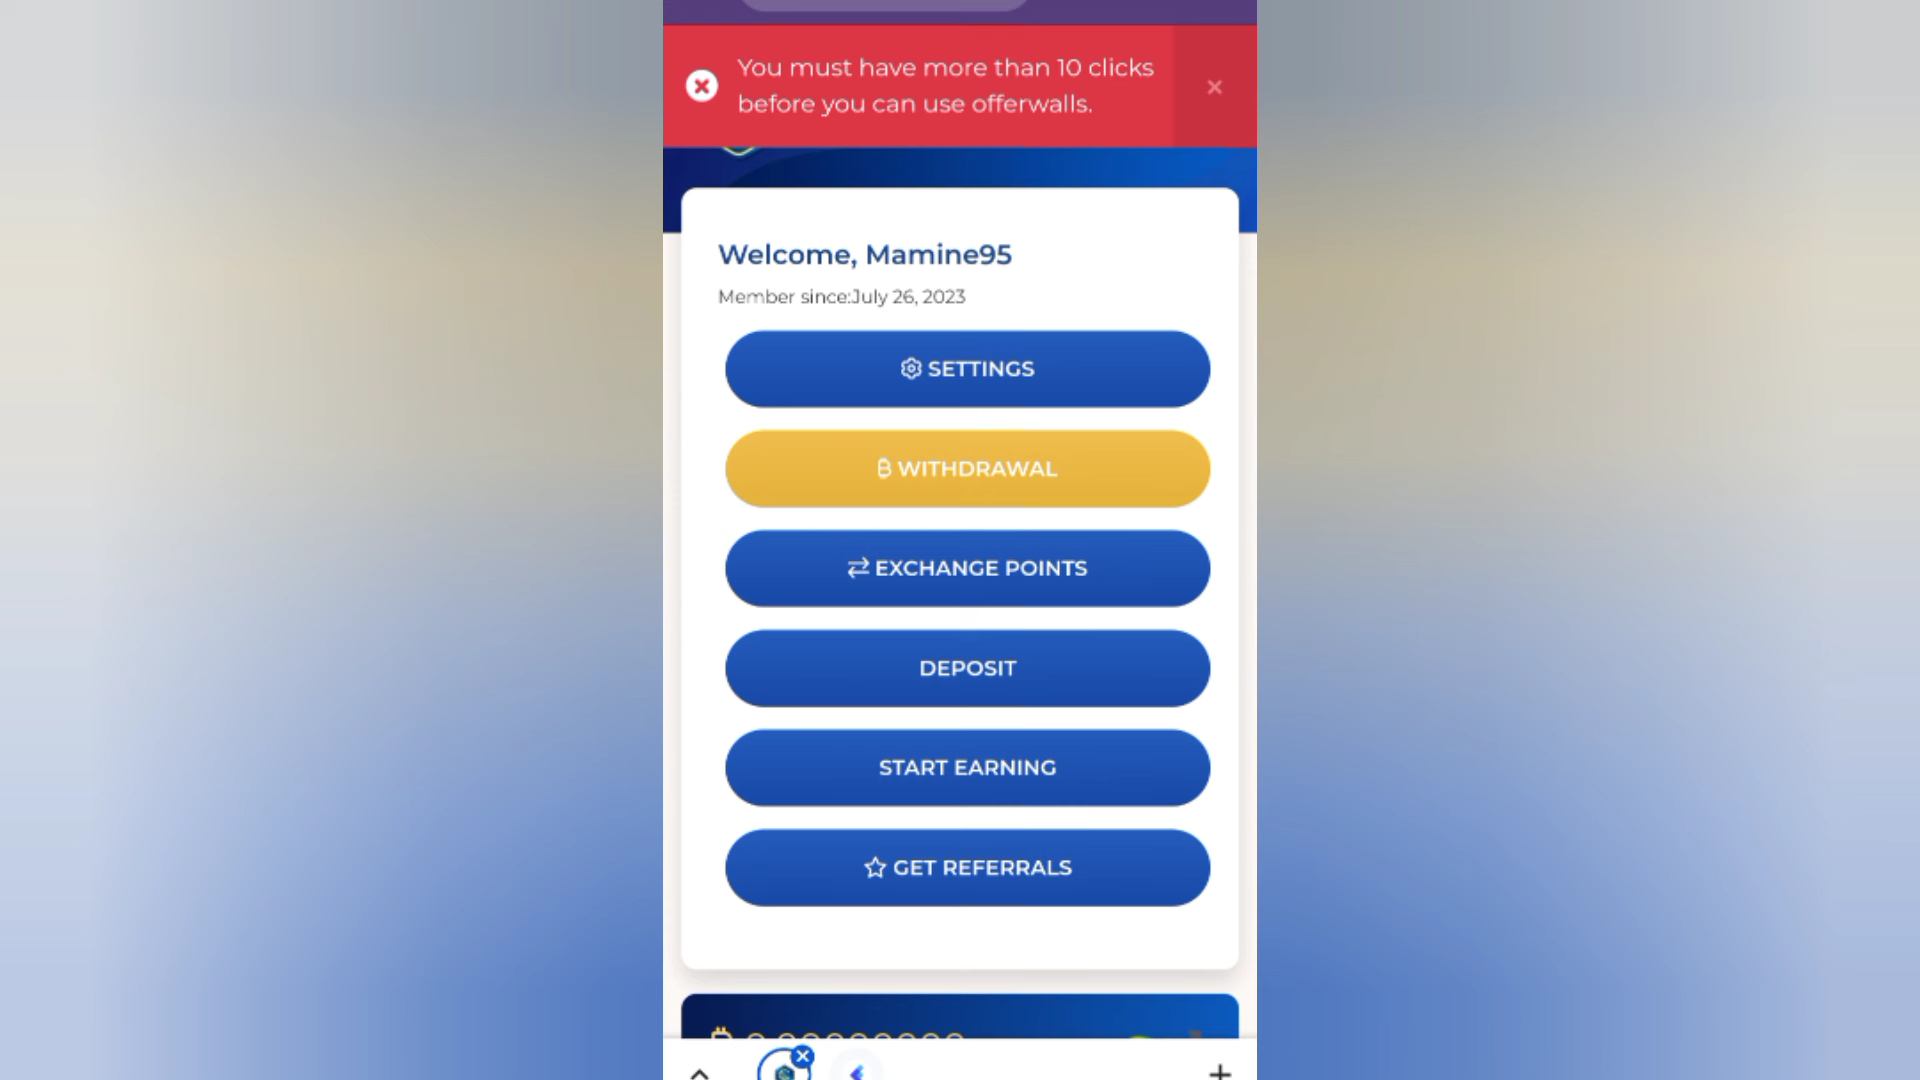 You must have more than 10 clicks
before you can use offerwalls.
Welcome, Mamine95
Member since:July 26, 2023
SETTINGS
WITHDRAWAL
EXCHANGE POINTS
DEPOSIT
START EARNING
GET REFERRALS